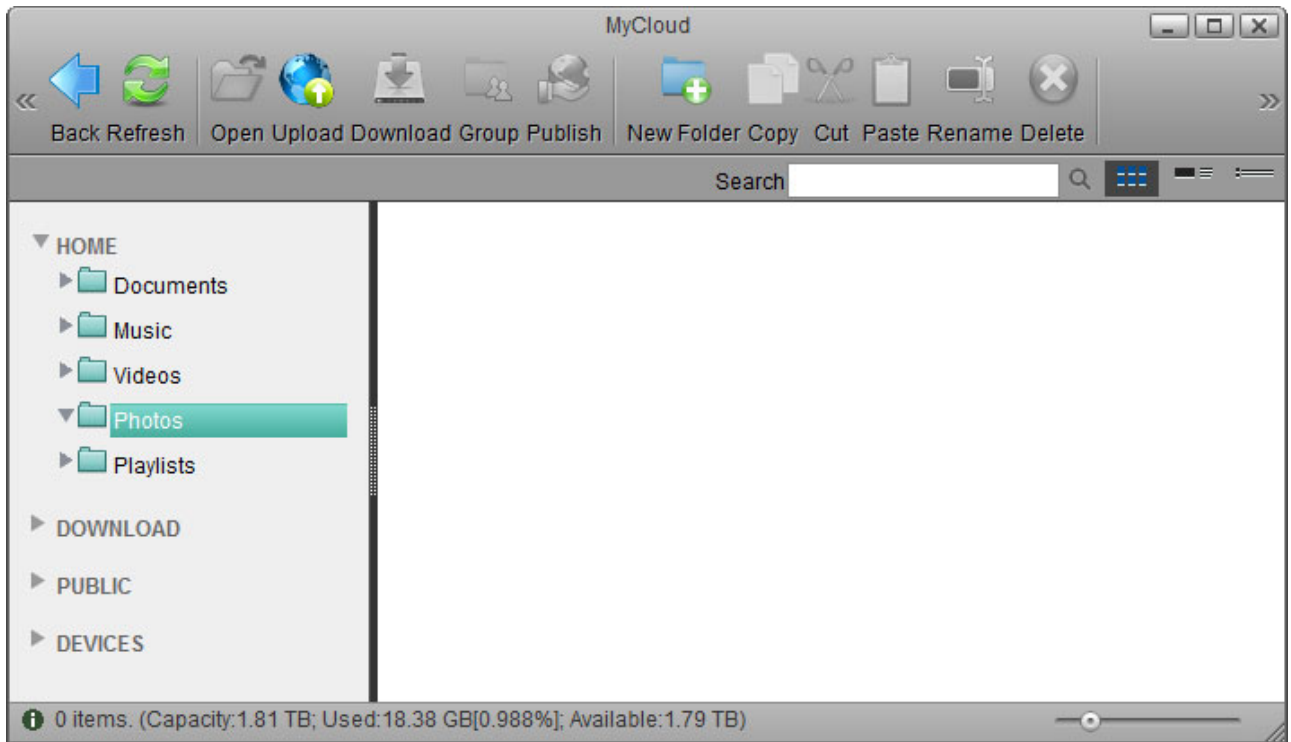 MyCloud
Back Refresh Open Upload Download Group Publish New Folder Copy Cut Paste Rename Delete
Search
HOME
Documents
Music
Videos
Photos
Playlists
DOWNLOAD
PUBLIC
DEVICES
0 items. (Capacity:1.81 TB; Used:18.38 GB[0.988%]; Available:1.79 TB)